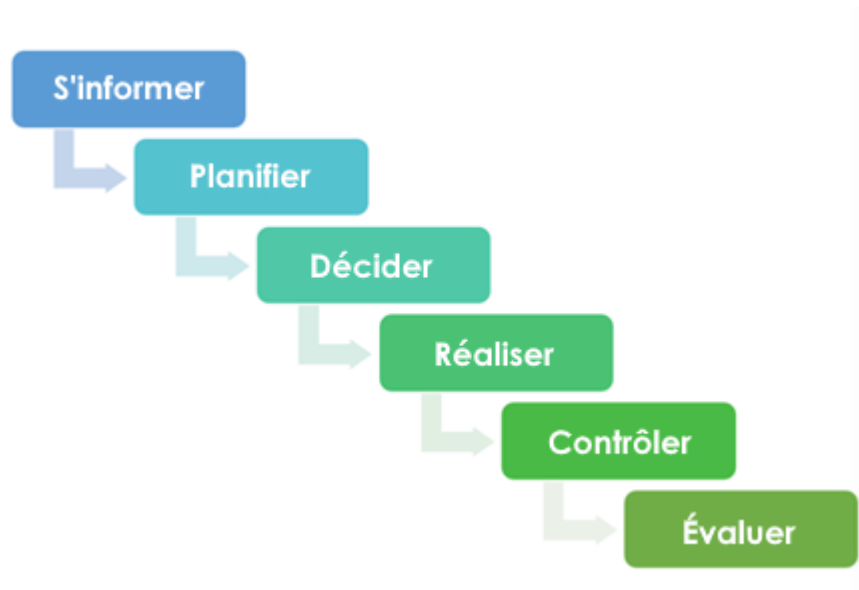 S'informer
Planifier
Décider
Réaliser
Contrôler
Évaluer